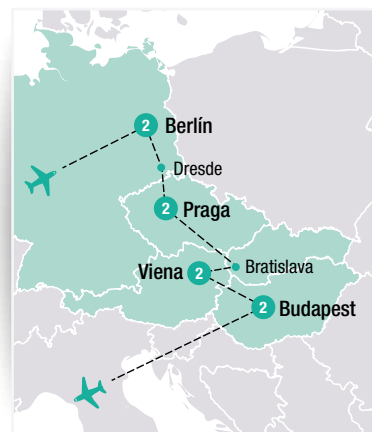 2 Berlín
Dresde
2 Praga
Viena 2
Bratislava
2 Budapest